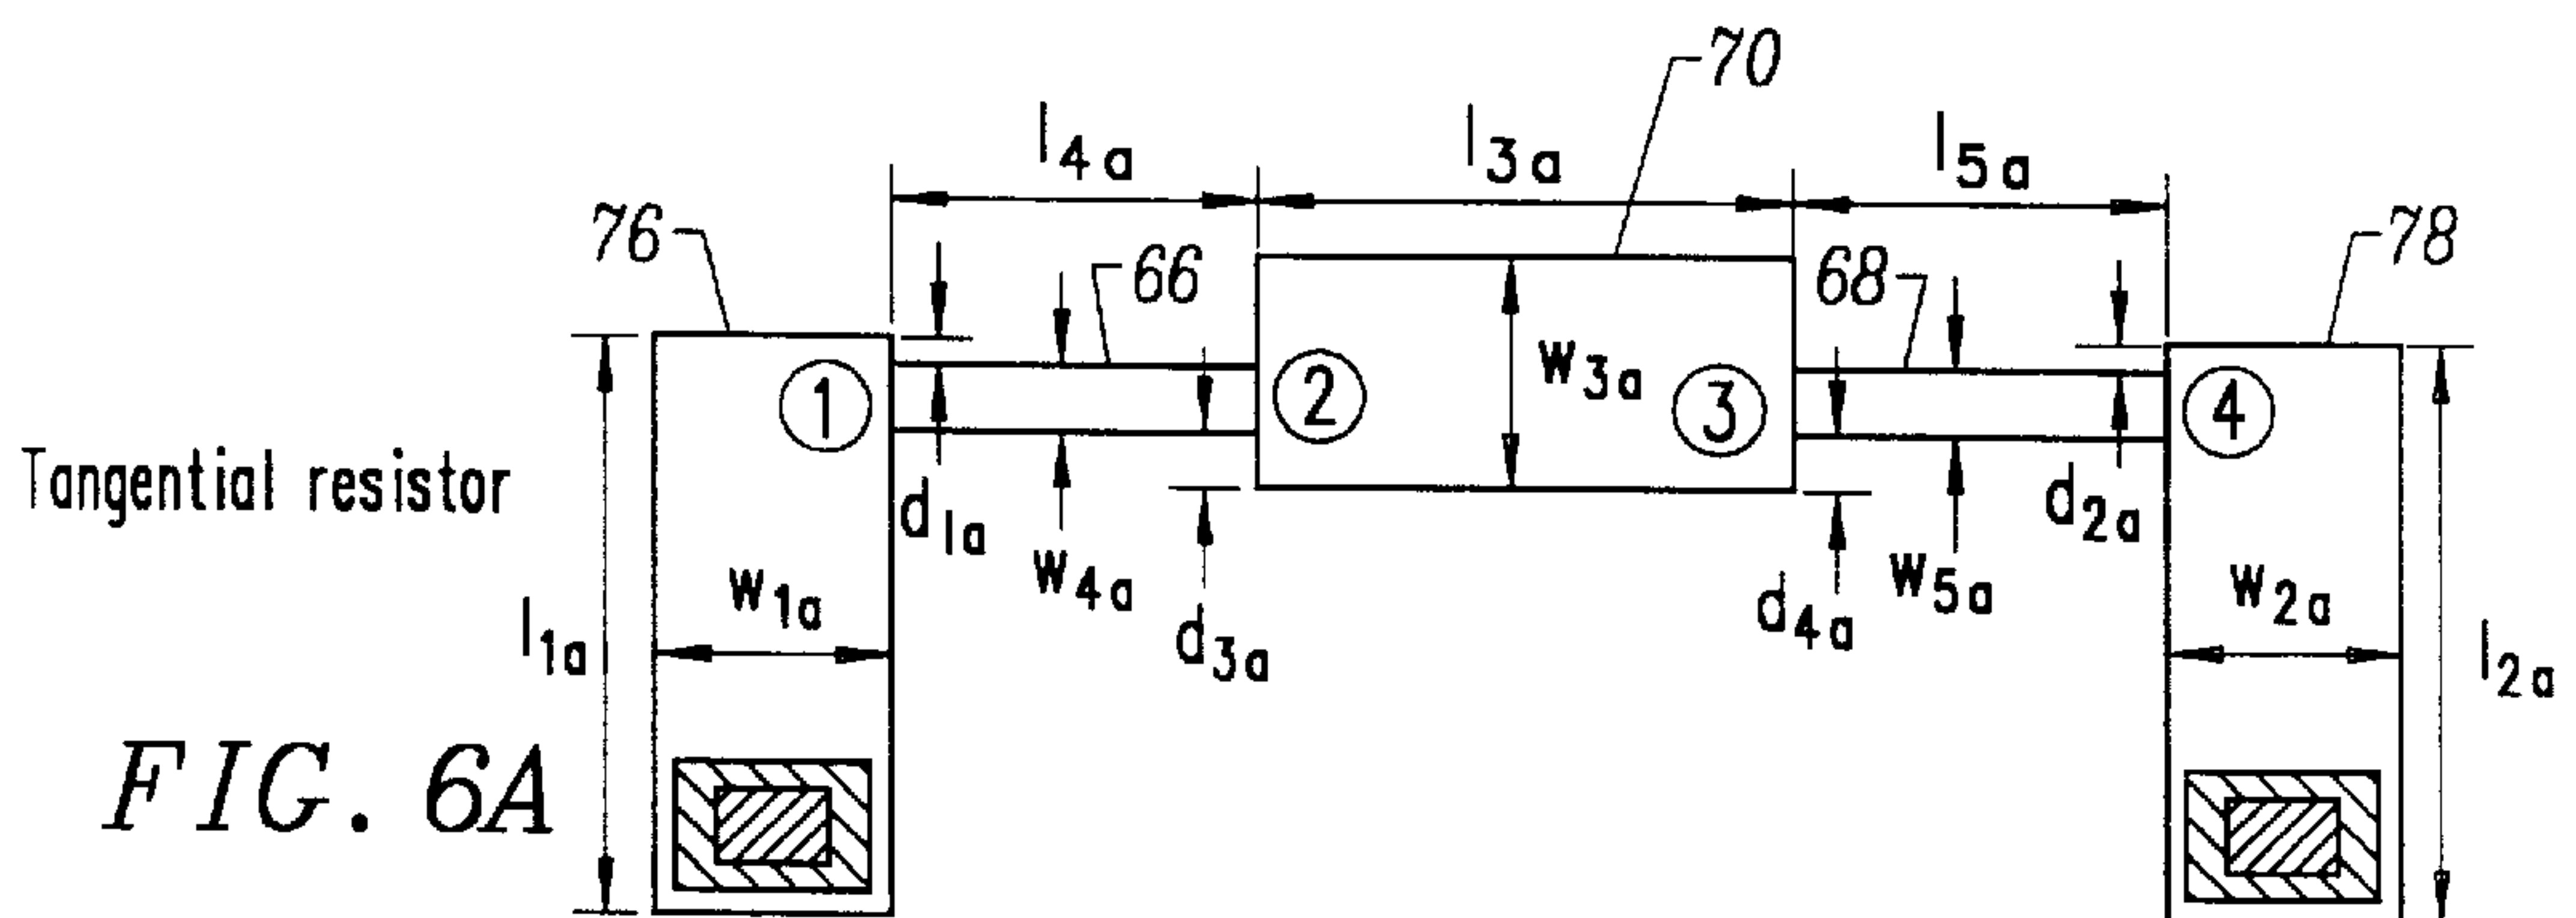 70
l4a l3a l5a
76 66 68 78
1 2 w3a 3 4
Tangential resistor
d1a w4a d3a d4a w5a d2a
l1a w1a w2a l2a
FIG. 6A